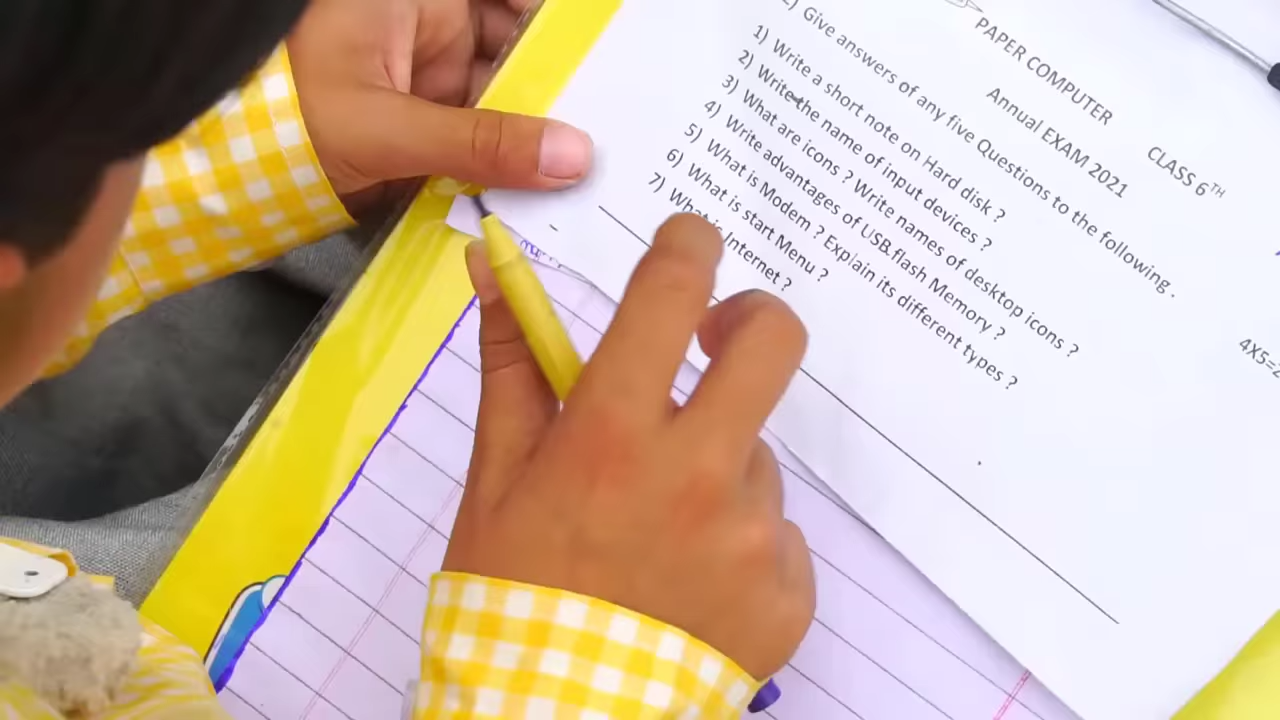 PAPER COMPUTER
Annual EXAM 2021
CLASS 6TH
Give answers of any five Questions to the following .
1) Write a short note on Hard disk ?
2) Write the name of input devices ?
3) What are icons ? Write names of desktop icons ?
4) Write advantages of USB flash Memory ?
5) What is Modem ? Explain its different types ?
6) What is start Menu ?
7) What is Internet ?
4X5=2